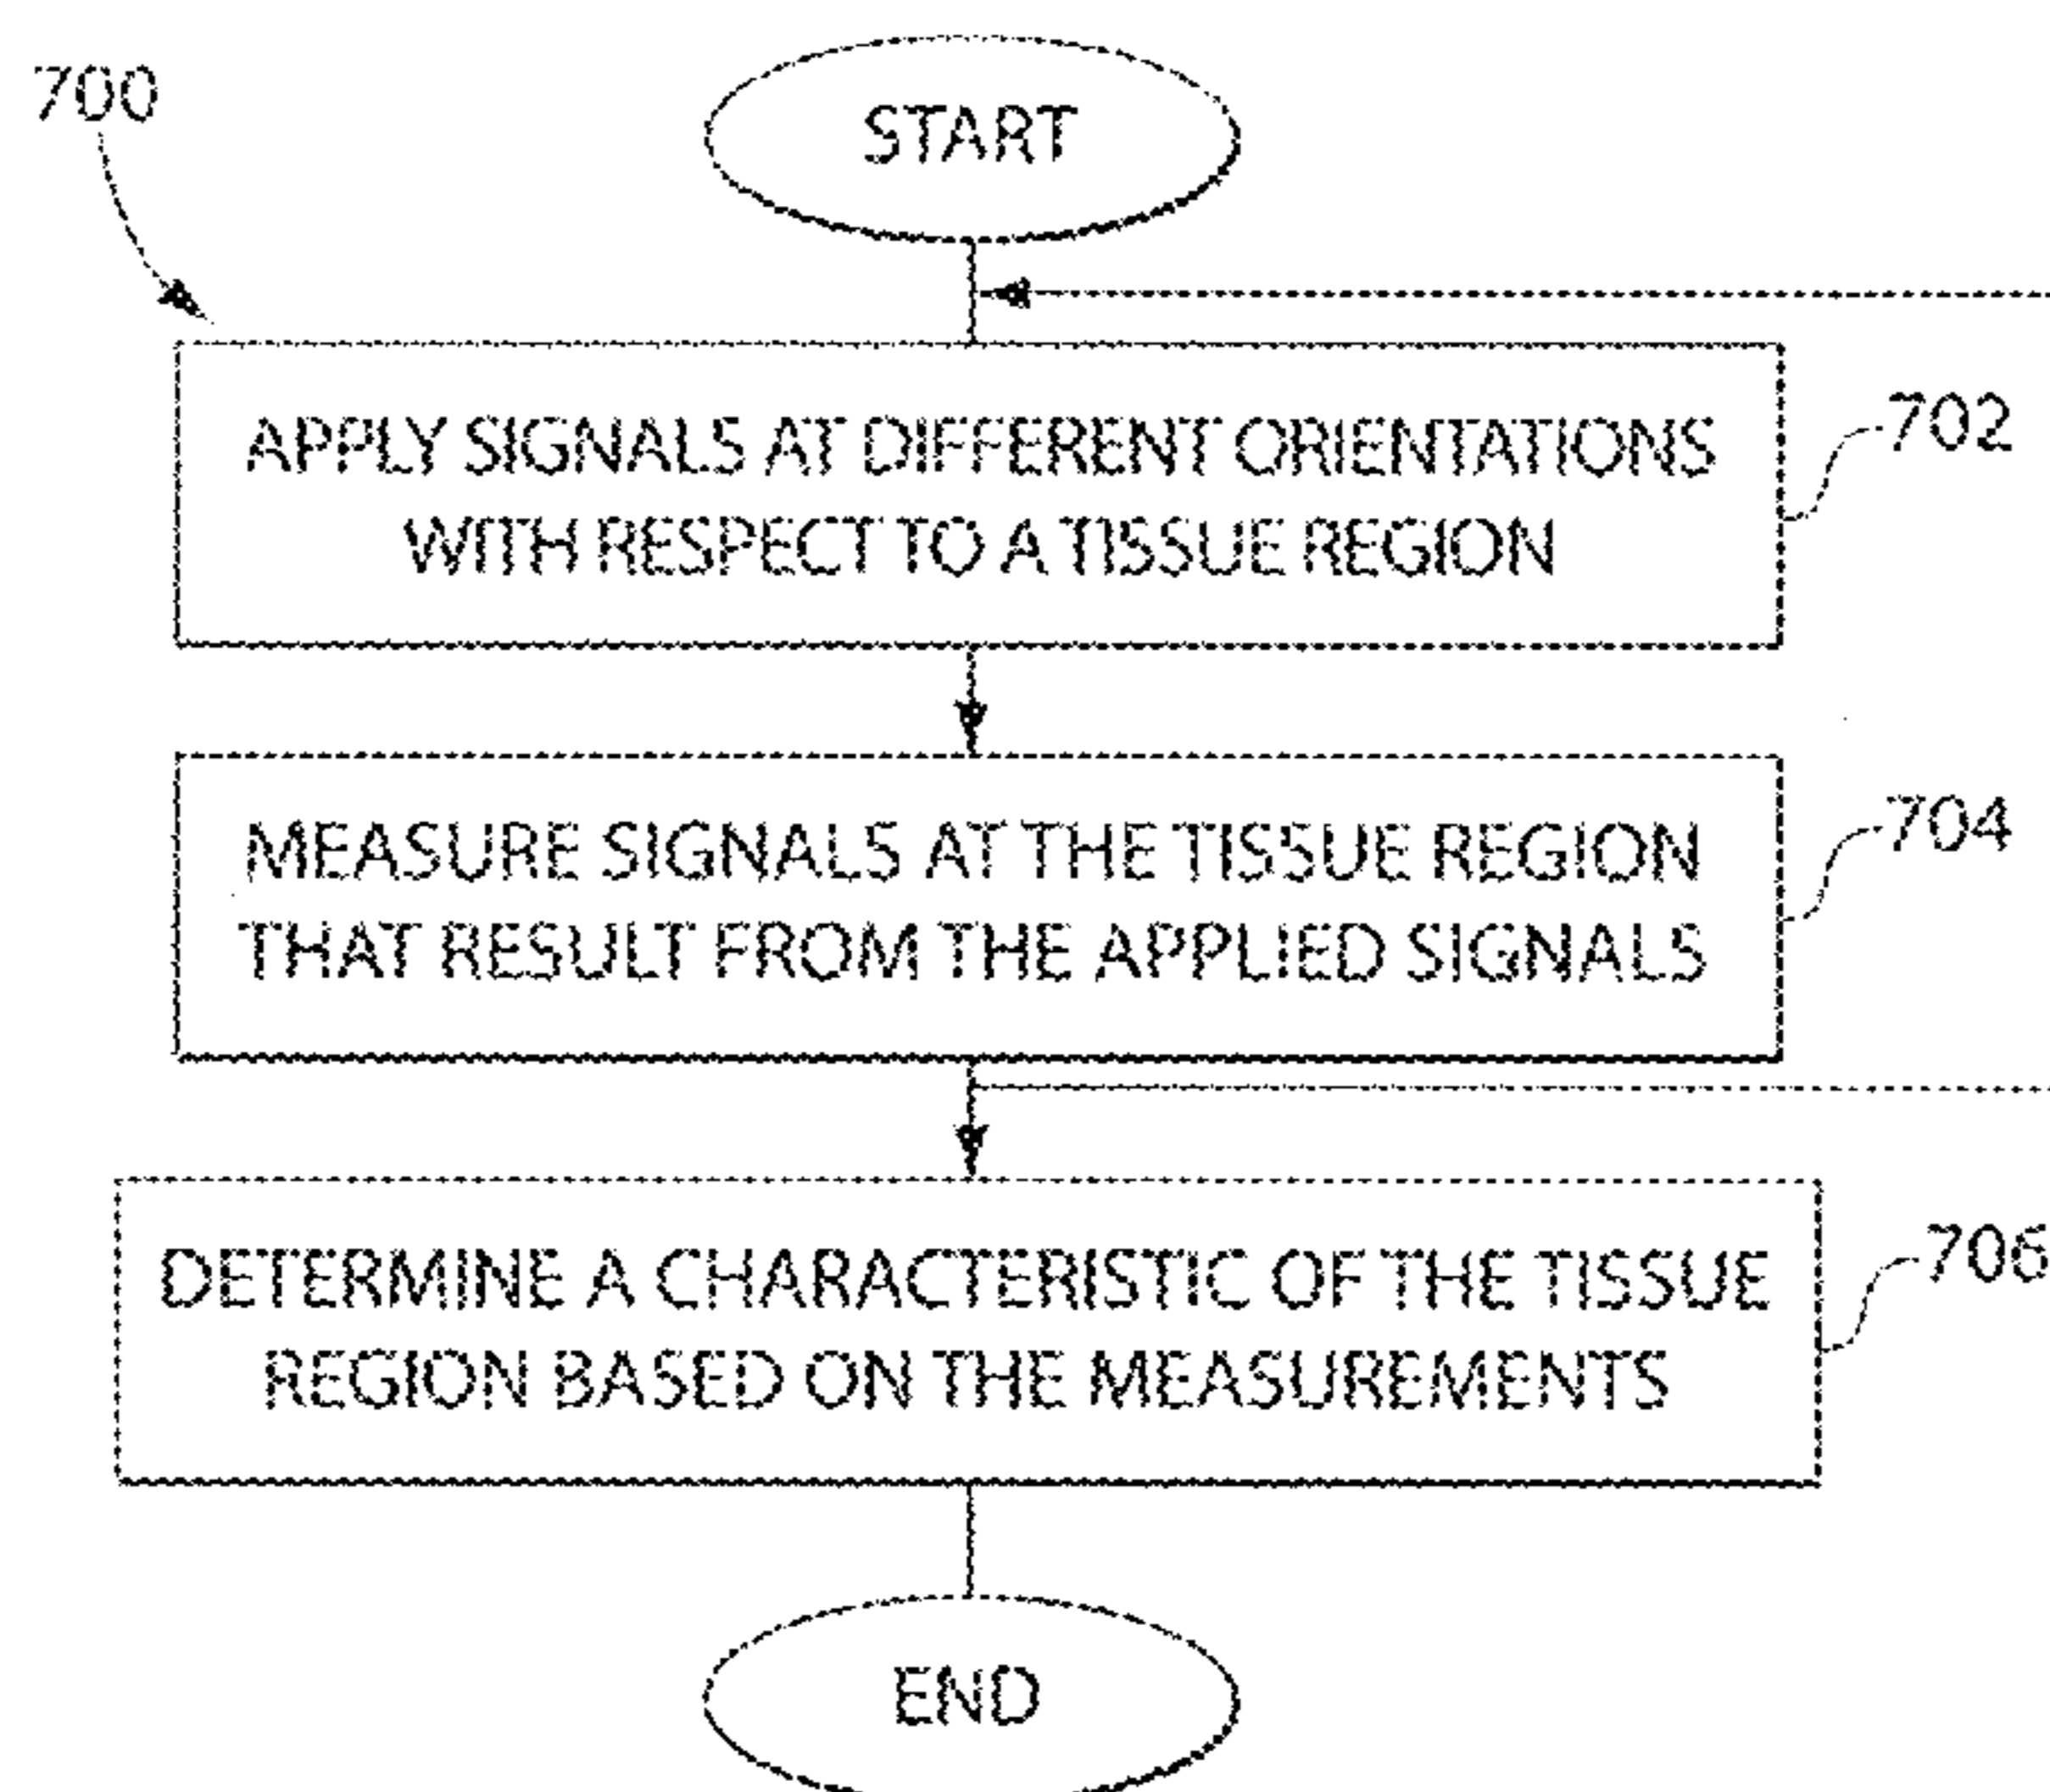 700
START
APPLY SIGNALS AT DIFFERENT ORIENTATIONS
WITH RESPECT TO A TISSUE REGION
702
MEASURE SIGNALS AT THE TISSUE REGION
THAT RESULT FROM THE APPLIED SIGNALS
704
DETERMINE A CHARACTERISTIC OF THE TISSUE
REGION BASED ON THE MEASUREMENTS
706
END